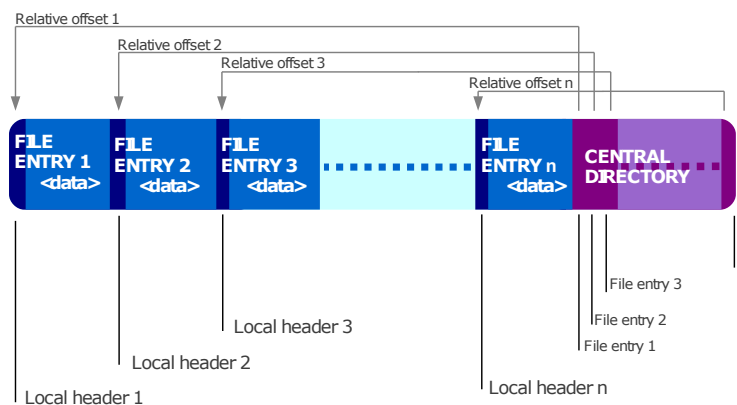 Relative offset 1
Relative offset 2
Relative offset 3
Relative offset n
FILE
ENTRY 1
<data>
FILE
ENTRY 2
<data>
FILE
ENTRY 3
<data>
FILE
ENTRY n
<data>
CENTRAL
DIRECTORY
File entry 3
File entry 2
File entry 1
Local header 3
Local header 2
Local header n
Local header 1